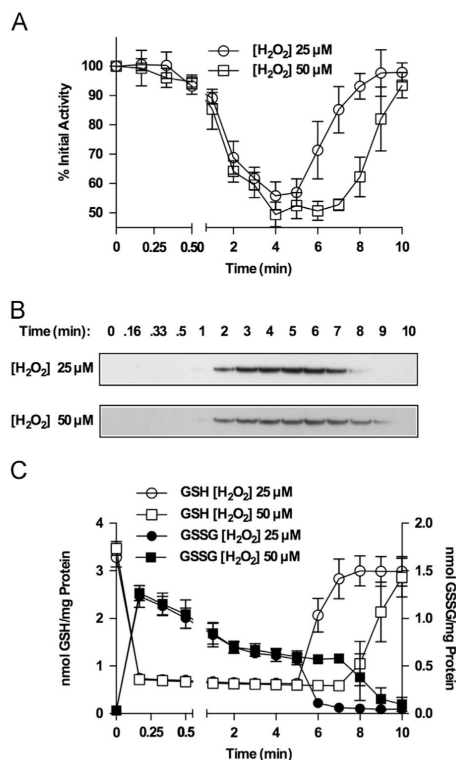 A
[H₂O₂] 25 µM
[H₂O₂] 50 µM
% Initial Activity
100
90
80
70
60
50
0 0.25 0.50 2 4 6 8 10
Time (min)
B
Time (min): 0 .16 .33 .5 1 2 3 4 5 6 7 8 9 10
[H₂O₂] 25 µM
[H₂O₂] 50 µM
C
GSH [H₂O₂] 25 µM
GSH [H₂O₂] 50 µM
GSSG [H₂O₂] 25 µM
GSSG [H₂O₂] 50 µM
nmol GSH/mg Protein
4
3
2
1
0
2.0
1.5
1.0
0.5
0.0
nmol GSSG/mg Protein
0 0.25 0.5 2 4 6 8 10
Time (min)